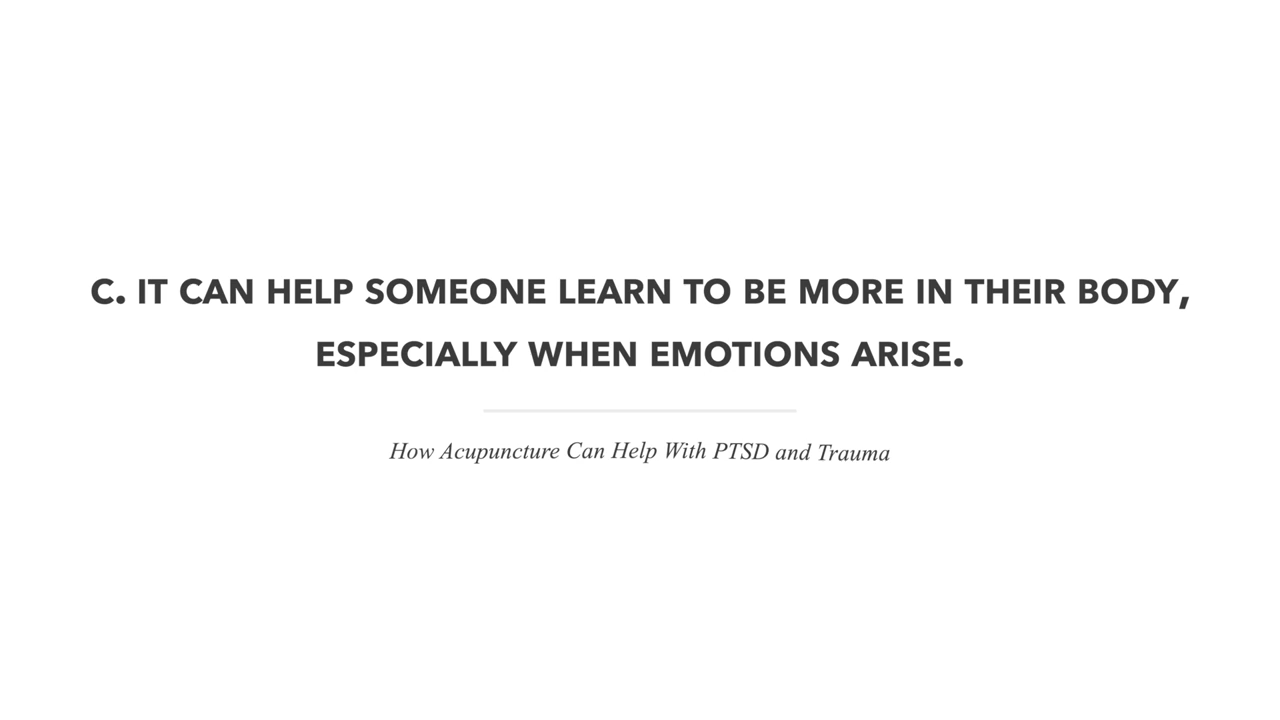 C. IT CAN HELP SOMEONE LEARN TO BE MORE IN THEIR BODY,
ESPECIALLY WHEN EMOTIONS ARISE.
How Acupuncture Can Help With PTSD and Trauma